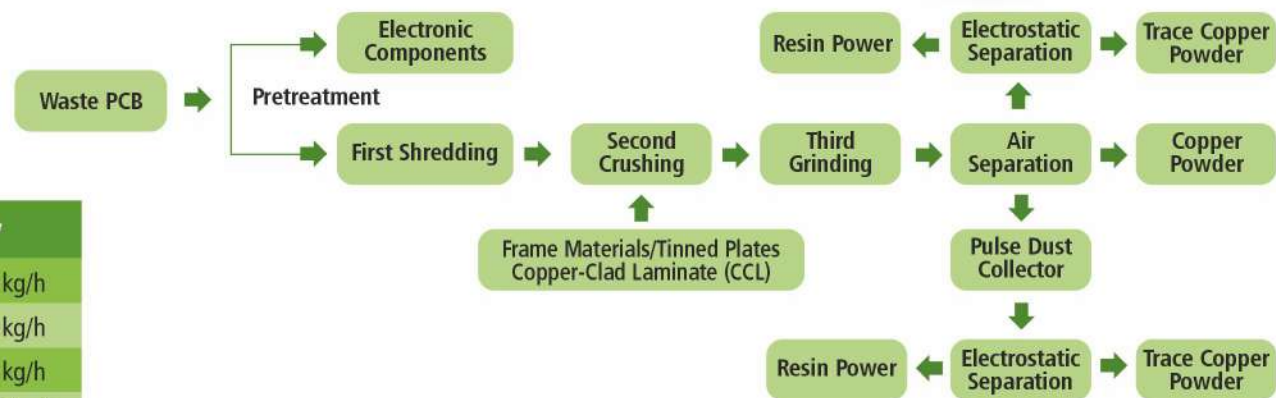 Electronic
Components
Resin Power
Electrostatic
Separation
Trace Copper
Powder
Waste PCB
Pretreatment
First Shredding
Second
Crushing
Third
Grinding
Air
Separation
Copper
Powder
Frame Materials/Tinned Plates
Copper-Clad Laminate (CCL)
Pulse Dust
Collector
kg/h
kg/h
kg/h
Resin Power
Electrostatic
Separation
Trace Copper
Powder